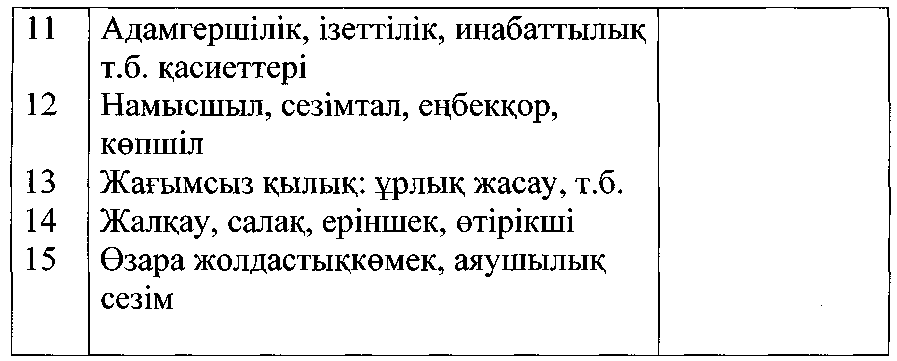 11 Адамгершілік, ізеттілік, инабаттылық
т.б. қасиеттері
12 Намысшыл, сезімтал, еңбекқор,
көпшіл
13 Жағымсыз қылық: ұрлық жасау, т.б.
14 Жалқау, салақ, еріншек, өтірікші
15 Өзара жолдастықкөмек, аяушылық
сезім